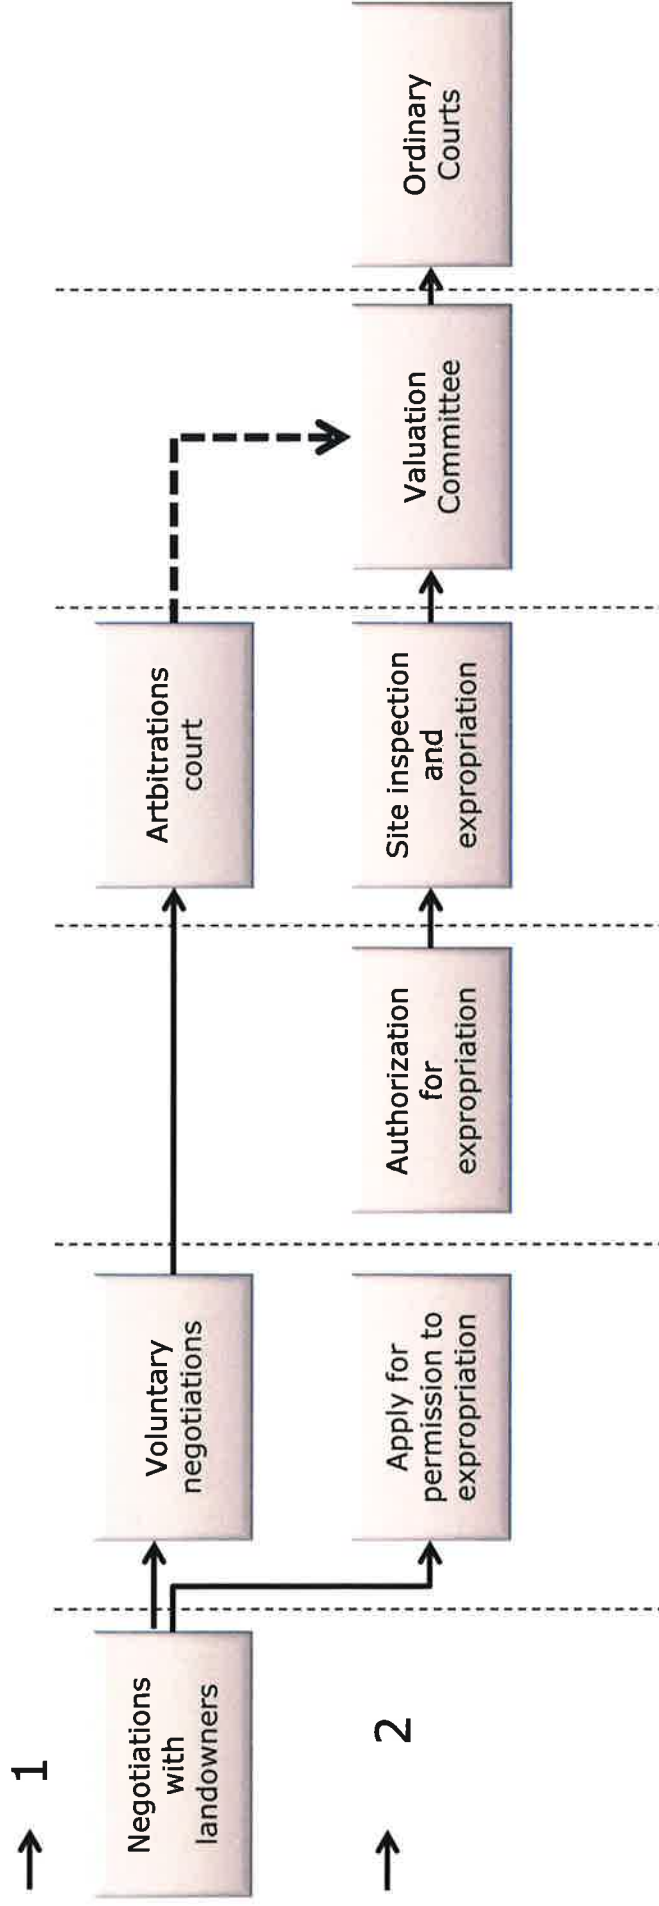 1
Negotiations
with
landowners
Voluntary
negotiations
Artbitrations
court
2
Apply for
permission to
expropriation
Authorization
for
expropriation
Site inspection
and
expropriation
Valuation
Committee
Ordinary
Courts